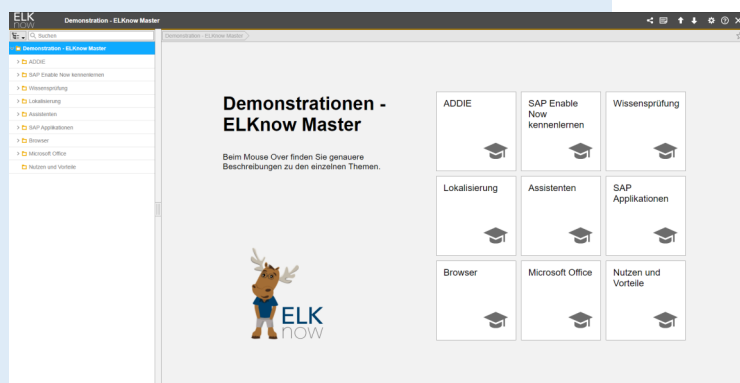 ELK
now
Demonstration - ELKnow Master
Suchen
Demonstration - ELKnow Master
Demonstration - ELKnow Master
ADDIE
SAP Enable Now kennenlernen
Wissensprüfung
Lokalisierung
Assistenten
SAP Applikationen
Browser
Microsoft Office
Nutzen und Vorteile
Demonstrationen -
ELKnow Master
Beim Mouse Over finden Sie genauere
Beschreibungen zu den einzelnen Themen.
ELK
now
ADDIE
SAP Enable
Now
kennenlernen
Wissensprüfung
Lokalisierung
Assistenten
SAP
Applikationen
Browser
Microsoft Office
Nutzen und
Vorteile